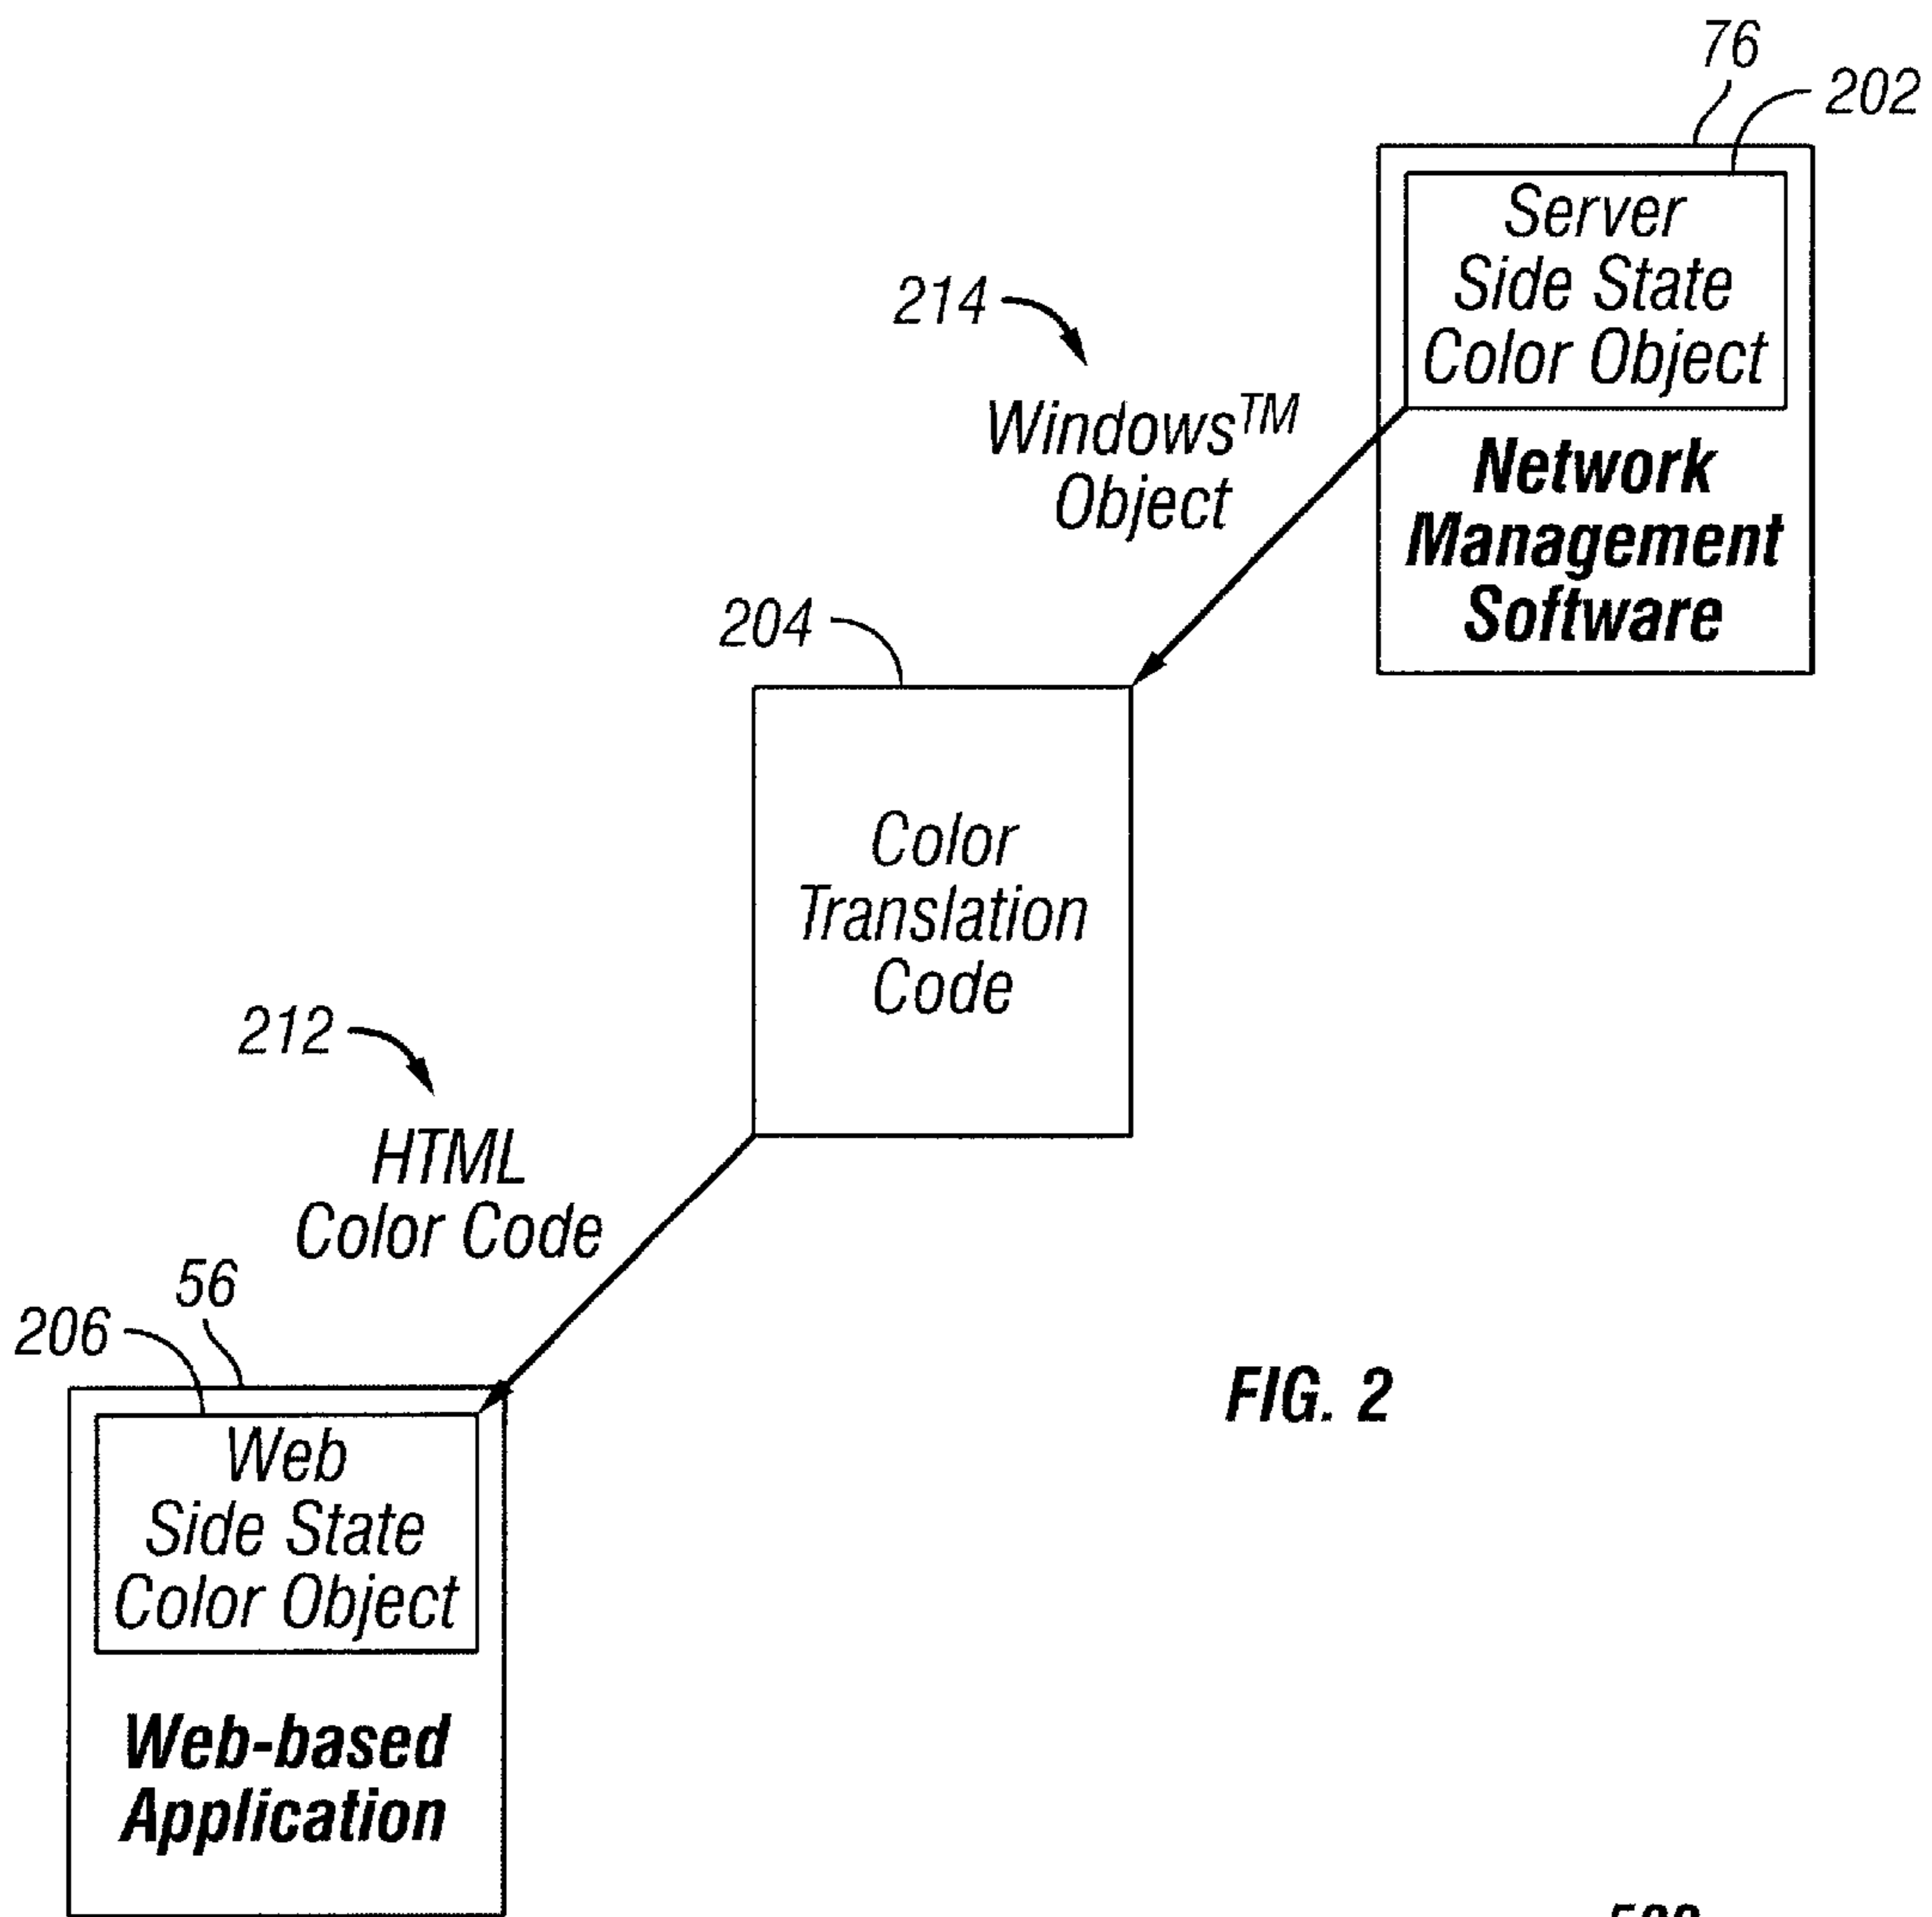 76
202
Server
Side State
Color Object
Network
Management
Software
214
Windows™
Object
204
Color
Translation
Code
212
HTML
Color Code
56
206
Web
Side State
Color Object
Web-based
Application
FIG. 2